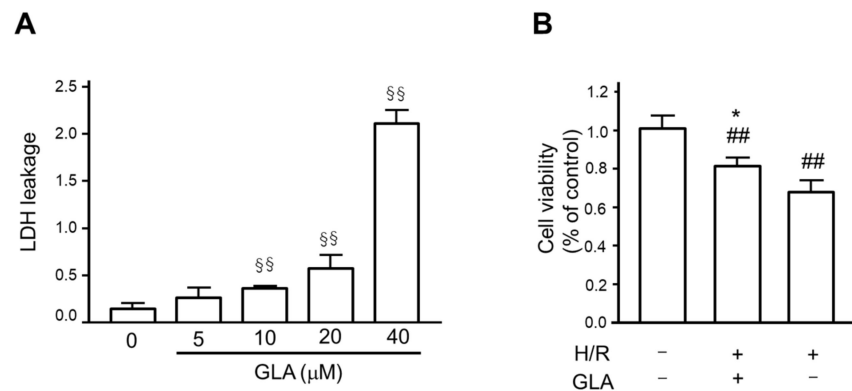 A
LDH leakage
2.5
2.0
1.5
1.0
0.5
0.0
§§
§§
§§
0 5 10 20 40
GLA (μM)
B
Cell viability
(% of control)
1.2
1.0
0.8
0.6
0.4
0.2
0.0
*
##
##
H/R − + +
GLA − + −